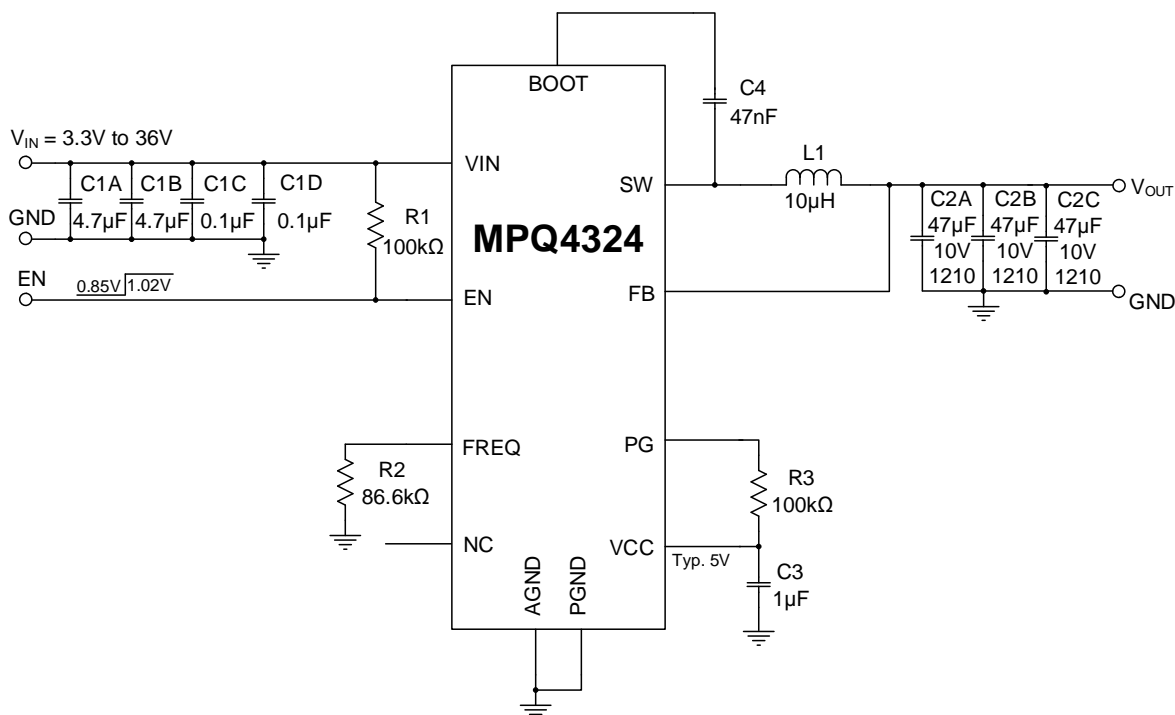 BOOT
C4
47nF
V_IN = 3.3V to 36V
VIN
L1
C1A C1B C1C C1D
SW
V_OUT
4.7µF 4.7µF 0.1µF 0.1µF
10µH
C2A C2B C2C
GND
R1
100kΩ
MPQ4324
47µF 47µF 47µF
10V 10V 10V
1210 1210 1210
EN
0.85V 1.02V
EN
FB
GND
FREQ
PG
R2
86.6kΩ
R3
100kΩ
NC
VCC
Typ. 5V
C3
1µF
AGND
PGND